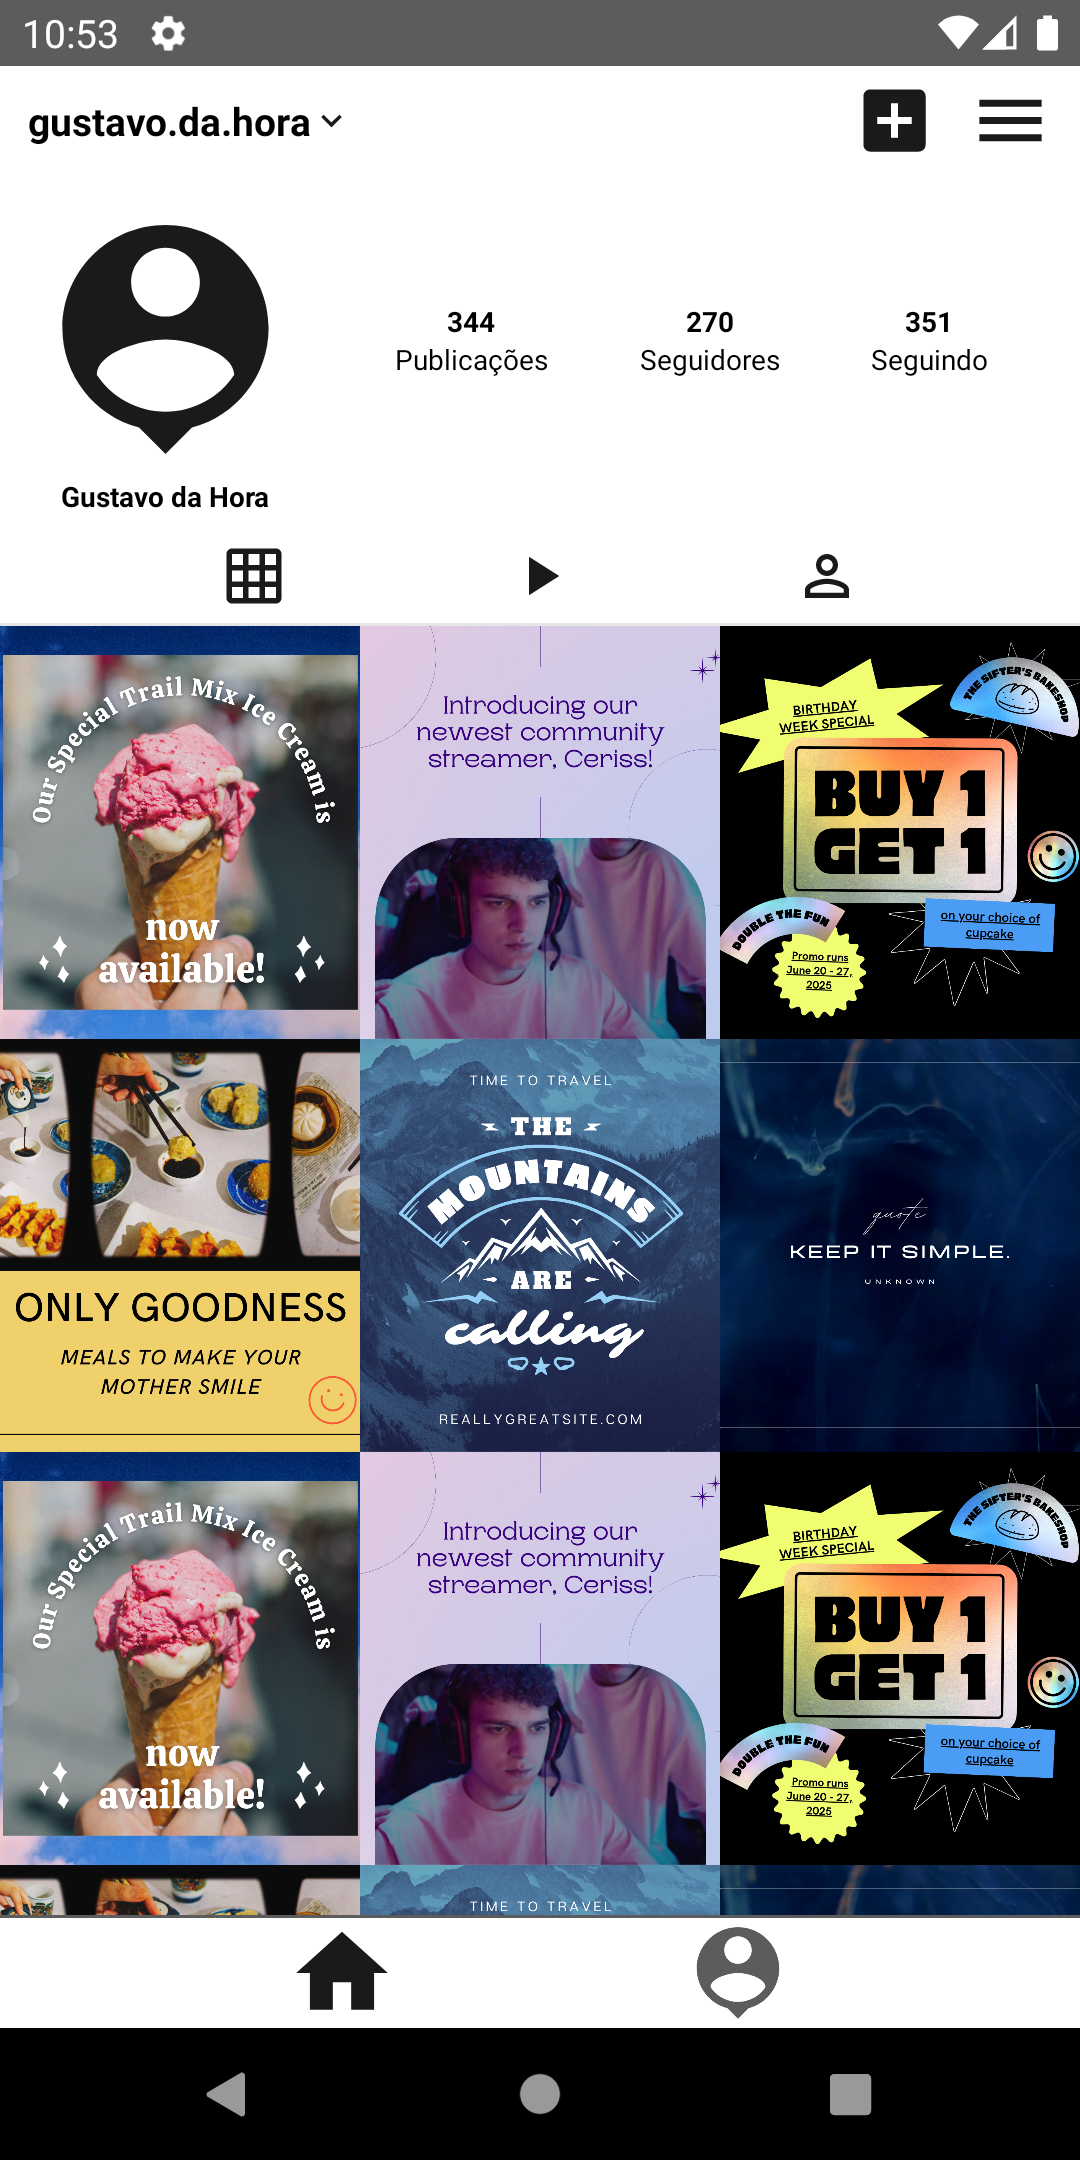 10:53
gustavo.da.hora
344
Publicações
270
Seguidores
351
Seguindo
Gustavo da Hora
Our Special Trail Mix Ice Cream is
now
available!
Introducing our
newest community
streamer, Ceriss!
BIRTHDAY
WEEK SPECIAL
THE SIFTER'S BAKESHOP
BUY 1
GET 1
on your choice of
cupcake
DOUBLE THE FUN
Promo runs
June 20 - 27,
2025
ONLY GOODNESS
MEALS TO MAKE YOUR
MOTHER SMILE
TIME TO TRAVEL
THE
MOUNTAINS
ARE
calling
REALLYGREATSITE.COM
quote
KEEP IT SIMPLE.
UNKNOWN
Our Special Trail Mix Ice Cream is
now
available!
Introducing our
newest community
streamer, Ceriss!
BIRTHDAY
WEEK SPECIAL
THE SIFTER'S BAKESHOP
BUY 1
GET 1
on your choice of
cupcake
DOUBLE THE FUN
Promo runs
June 20 - 27,
2025
TIME TO TRAVEL